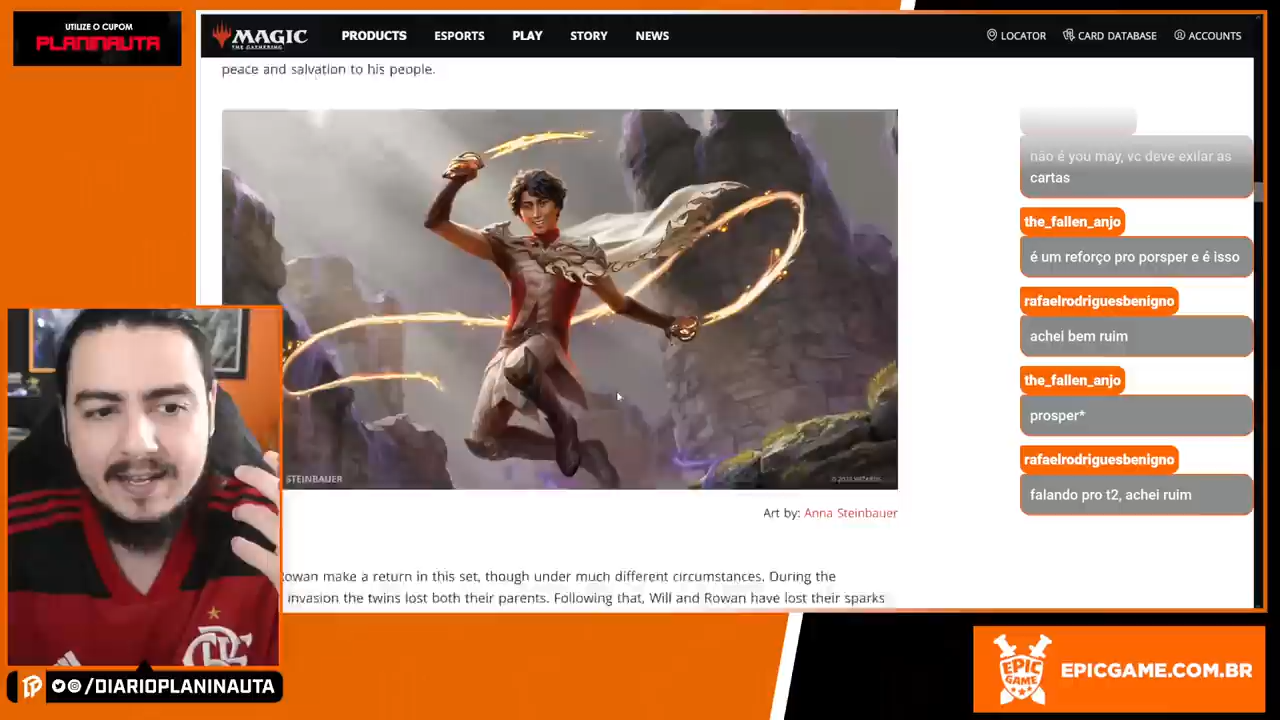 UTILIZE O CUPOM
PLANINAUTA
MAGIC
THE GATHERING
PRODUCTS
ESPORTS
PLAY
STORY
NEWS
LOCATOR
CARD DATABASE
ACCOUNTS
peace and salvation to his people.
não é you may, vc deve exilar as
cartas
the_fallen_anjo
é um reforço pro porsper e é isso
rafaelrodriguesbenigno
achei bem ruim
the_fallen_anjo
prosper*
rafaelrodriguesbenigno
falando pro t2, achei ruim
STEINBAUER
Art by: Anna Steinbauer
Rowan make a return in this set, though under much different circumstances. During the
invasion the twins lost both their parents. Following that, Will and Rowan have lost their sparks
/DIARIOPLANINAUTA
EPIC
GAME
EPICGAME.COM.BR